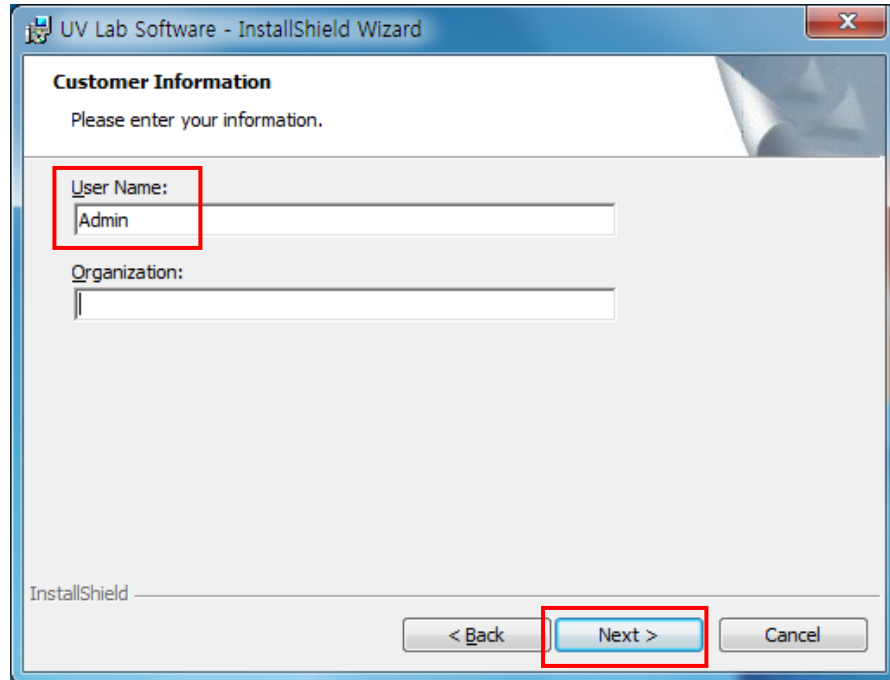 UV Lab Software - InstallShield Wizard
Customer Information
Please enter your information.
User Name:
Admin
Organization:
InstallShield
< Back Next > Cancel